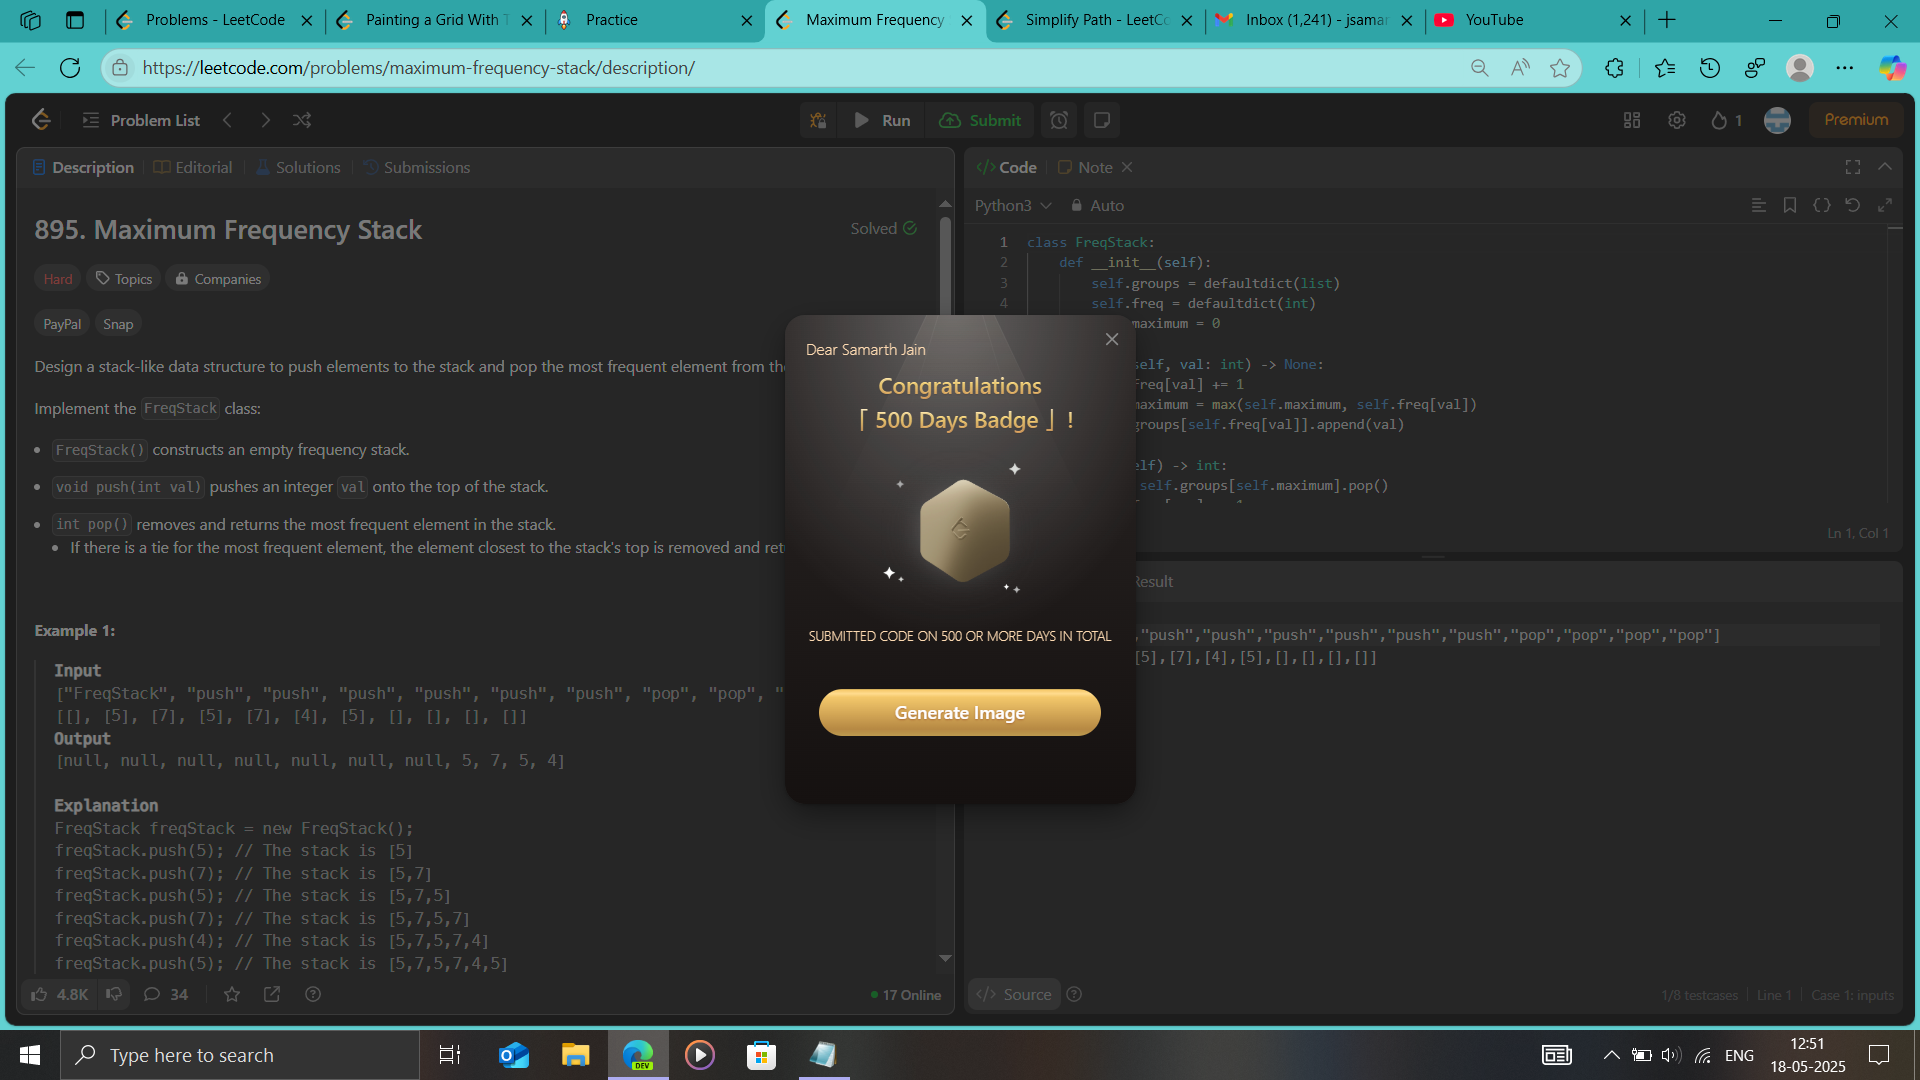 Problems - LeetCode
Painting a Grid With T
Practice
Maximum Frequency
Simplify Path - LeetCo
Inbox (1,241) - jsamar
YouTube
https://leetcode.com/problems/maximum-frequency-stack/description/
Problem List
Run
Submit
1
Premium
Description
Editorial
Solutions
Submissions
</> Code
Note
895. Maximum Frequency Stack
Solved
Python3
Auto
Hard
Topics
Companies
PayPal
Snap
Design a stack-like data structure to push elements to the stack and pop the most frequent element from the
Implement the FreqStack class:
• FreqStack() constructs an empty frequency stack.
• void push(int val) pushes an integer val onto the top of the stack.
• int pop() removes and returns the most frequent element in the stack.
• If there is a tie for the most frequent element, the element closest to the stack's top is removed and ret
Example 1:
Input
["FreqStack", "push", "push", "push", "push", "push", "push", "pop", "pop", "
[[], [5], [7], [5], [7], [4], [5], [], [], [], []]
Output
[null, null, null, null, null, null, null, 5, 7, 5, 4]
Explanation
FreqStack freqStack = new FreqStack();
freqStack.push(5); // The stack is [5]
freqStack.push(7); // The stack is [5,7]
freqStack.push(5); // The stack is [5,7,5]
freqStack.push(7); // The stack is [5,7,5,7]
freqStack.push(4); // The stack is [5,7,5,7,4]
freqStack.push(5); // The stack is [5,7,5,7,4,5]
4.8K
34
17 Online
1 class FreqStack:
2 def __init__(self):
3 self.groups = defaultdict(list)
4 self.freq = defaultdict(int)
maximum = 0
elf, val: int) -> None:
req[val] += 1
maximum = max(self.maximum, self.freq[val])
groups[self.freq[val]].append(val)
elf) -> int:
self.groups[self.maximum].pop()
Ln 1, Col 1
Result
,"push","push","push","push","push","push","pop","pop","pop","pop"]
[5],[7],[4],[5],[],[],[],[]]
</> Source
1/8 testcases
Line 1
Case 1: inputs
Dear Samarth Jain
Congratulations
「 500 Days Badge 」 !
SUBMITTED CODE ON 500 OR MORE DAYS IN TOTAL
Generate Image
Type here to search
DEV
ENG
12:51
18-05-2025